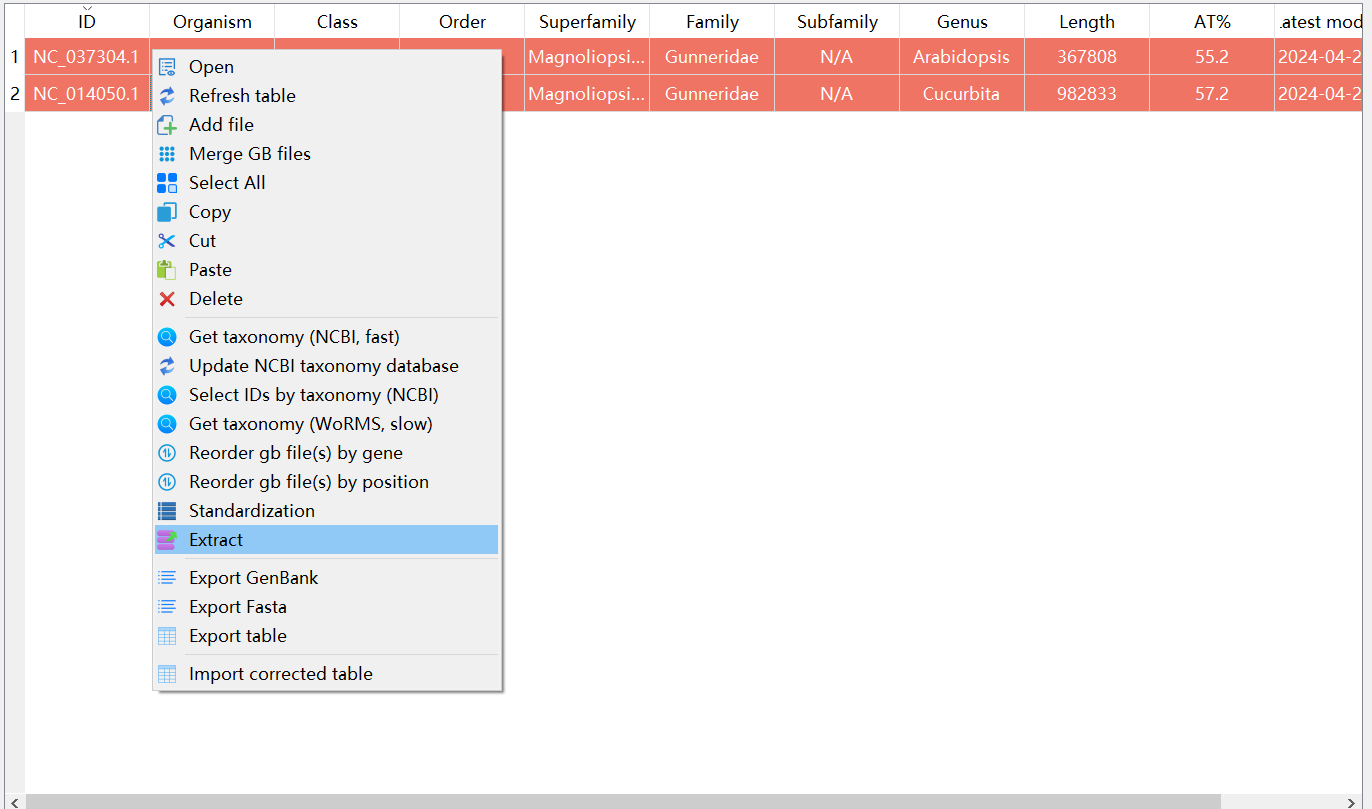 ID Organism Class Order Superfamily Family Subfamily Genus Length AT% atest mod
1 NC_037304.1 Magnoliopsi... Gunneridae N/A Arabidopsis 367808 55.2 2024-04-2
2 NC_014050.1 Magnoliopsi... Gunneridae N/A Cucurbita 982833 57.2 2024-04-2
Open
Refresh table
Add file
Merge GB files
Select All
Copy
Cut
Paste
Delete
Get taxonomy (NCBI, fast)
Update NCBI taxonomy database
Select IDs by taxonomy (NCBI)
Get taxonomy (WoRMS, slow)
Reorder gb file(s) by gene
Reorder gb file(s) by position
Standardization
Extract
Export GenBank
Export Fasta
Export table
Import corrected table